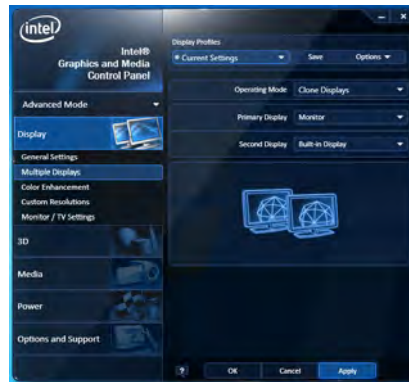 intel
Intel®
Graphics and Media
Control Panel
Advanced Mode
Display
General Settings
Multiple Displays
Color Enhancement
Custom Resolutions
Monitor / TV Settings
3D
Media
Power
Options and Support
Display Profiles
* Current Settings
Save
Options
Operating Mode
Clone Displays
Primary Display
Monitor
Second Display
Built-in Display
?
OK
Cancel
Apply